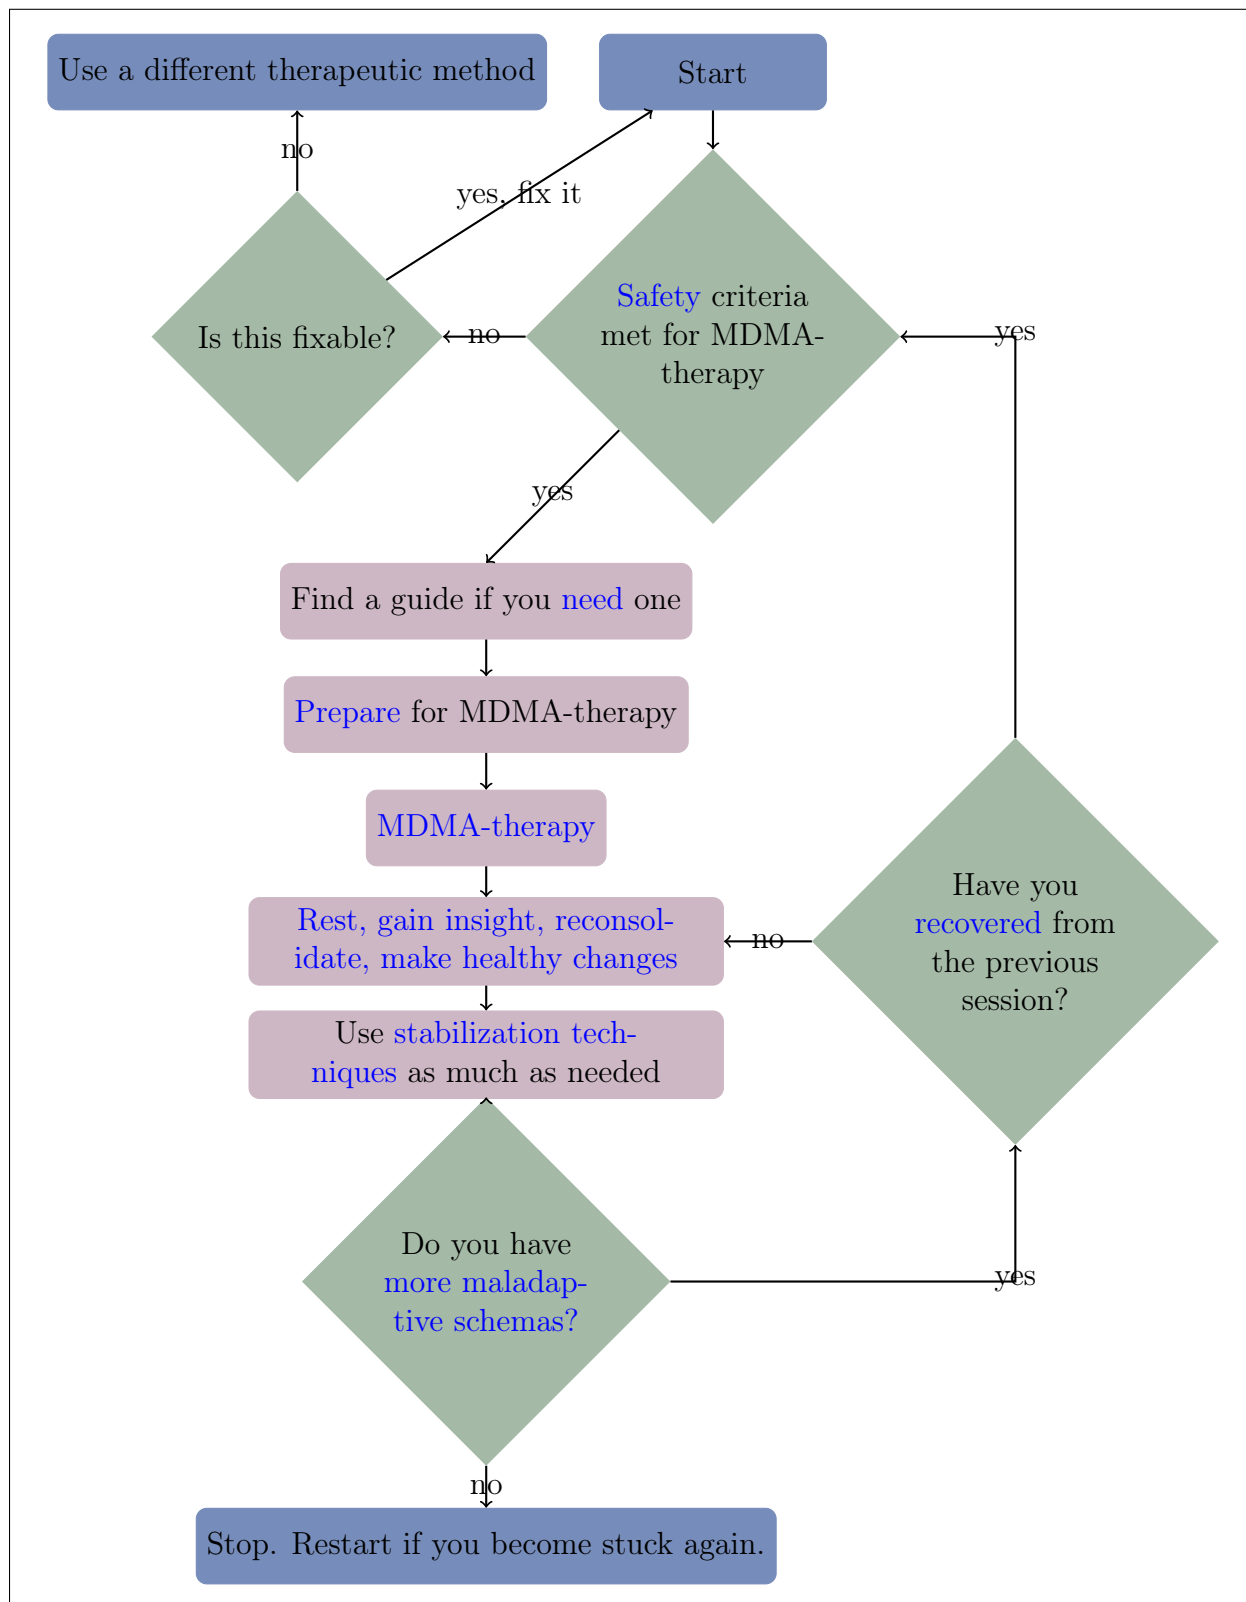 Use a different therapeutic method
Start
no
yes, fix it
Safety criteria
met for MDMA-
therapy
Is this fixable?
no
yes
yes
Find a guide if you need one
Prepare for MDMA-therapy
MDMA-therapy
Rest, gain insight, reconsol-
idate, make healthy changes
no
Have you
recovered from
the previous
session?
Use stabilization tech-
niques as much as needed
Do you have
more maladap-
tive schemas?
yes
no
Stop. Restart if you become stuck again.